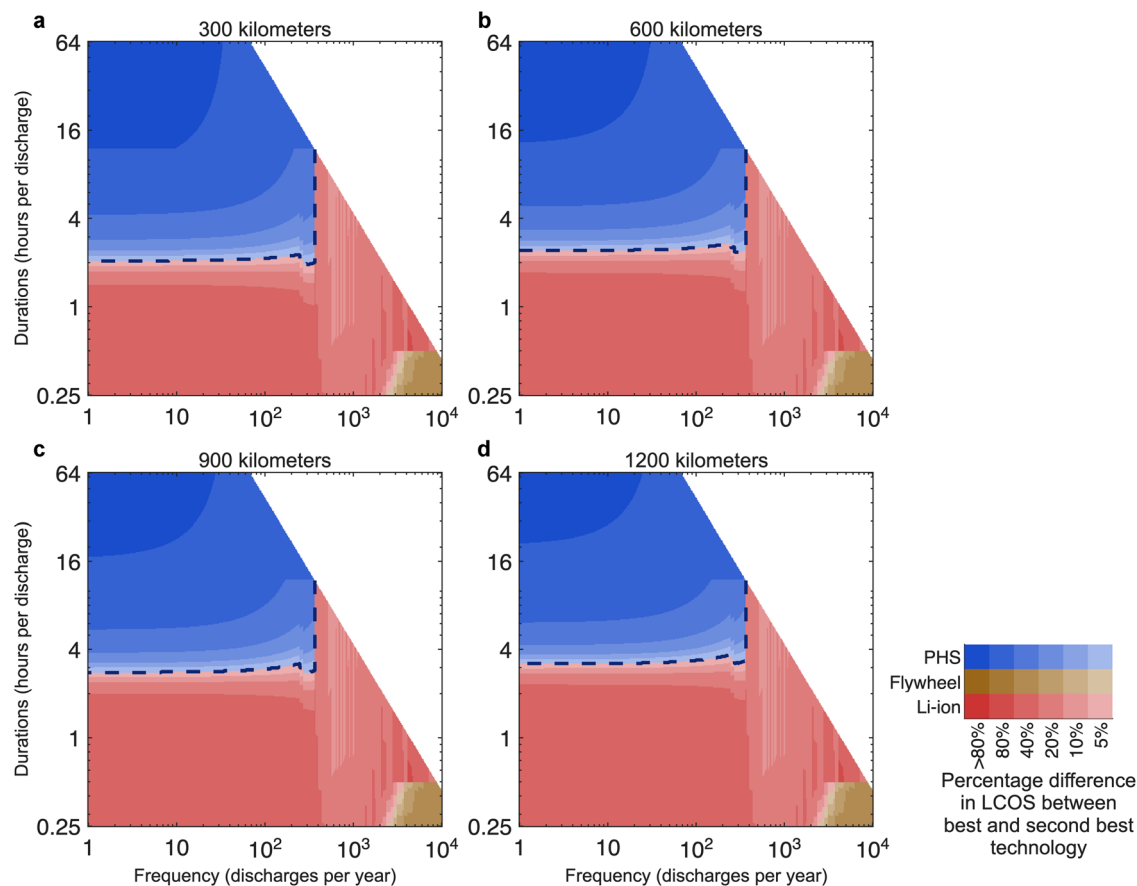 a
300 kilometers
b
600 kilometers
64
16
4
1
0.25
Durations (hours per discharge)
1
10
10²
10³
10⁴
64
16
4
1
0.25
1
10
10²
10³
10⁴
c
900 kilometers
d
1200 kilometers
64
16
4
1
0.25
Durations (hours per discharge)
1
10
10²
10³
10⁴
Frequency (discharges per year)
64
16
4
1
0.25
1
10
10²
10³
10⁴
Frequency (discharges per year)
PHS
Flywheel
Li-ion
>80%
80%
40%
20%
10%
5%
Percentage difference
in LCOS between
best and second best
technology